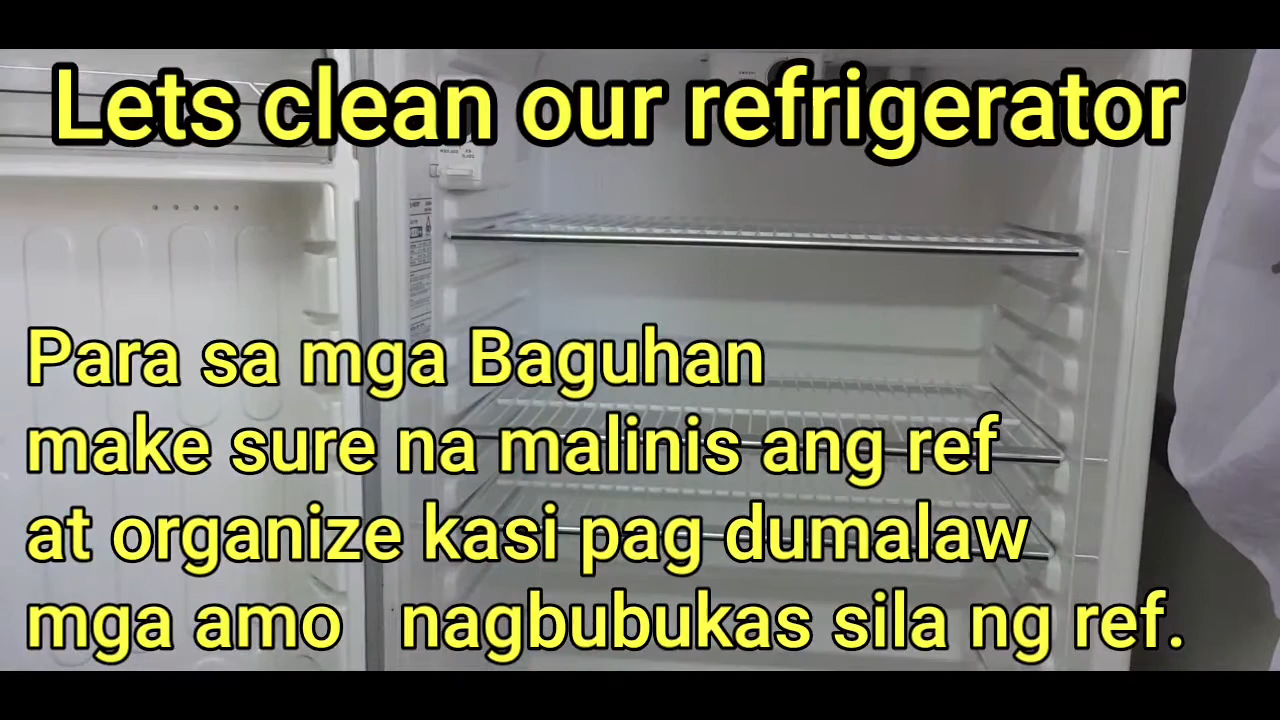 Lets clean our refrigerator
Para sa mga Baguhan
make sure na malinis ang ref
at organize kasi pag dumalaw
mga amo nagbubukas sila ng ref.